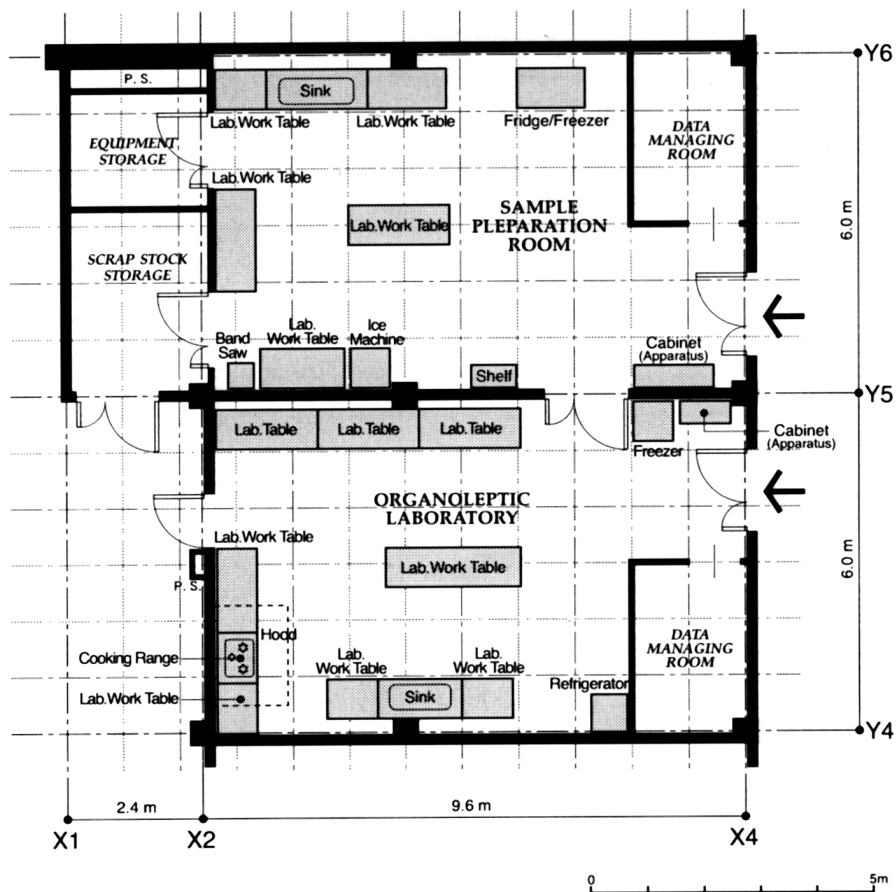 Y6
P. S.
Sink
Lab.Work Table
Lab.Work Table
Fridge/Freezer
EQUIPMENT
STORAGE
DATA
MANAGING
ROOM
Lab.Work Table
Lab.Work Table
SAMPLE
PLEPARATION
ROOM
6.0 m
SCRAP STOCK
STORAGE
Band
Saw
Lab.
Work Table
Ice
Machine
Shelf
Cabinet
(Apparatus)
Y5
Lab.Table
Lab.Table
Lab.Table
Freezer
Cabinet
(Apparatus)
ORGANOLEPTIC
LABORATORY
Lab.Work Table
Lab.Work Table
6.0 m
P. S.
Hood
Cooking Range
Lab.Work Table
Lab.
Work Table
Sink
Lab.
Work Table
Refrigerator
DATA
MANAGING
ROOM
Y4
2.4 m
9.6 m
X1
X2
X4
0
5m